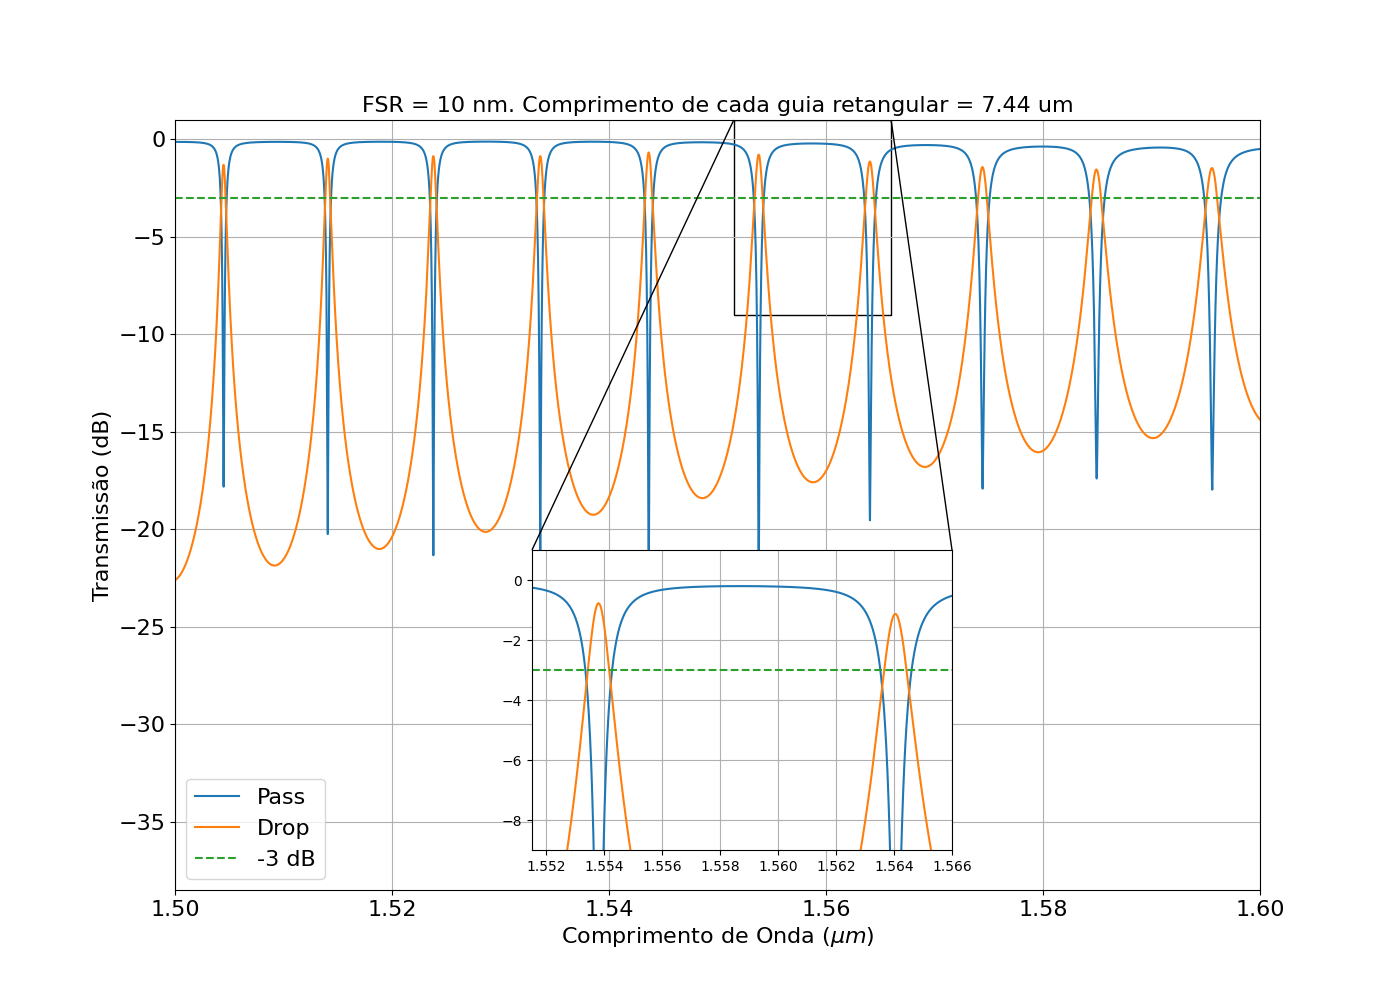 FSR = 10 nm. Comprimento de cada guia retangular = 7.44 um
0
−5
−10
−15
−20
−25
−30
−35
Transmissão (dB)
0
−2
−4
−6
−8
1.552 1.554 1.556 1.558 1.560 1.562 1.564 1.566
Pass
Drop
-3 dB
1.50 1.52 1.54 1.56 1.58 1.60
Comprimento de Onda (μm)